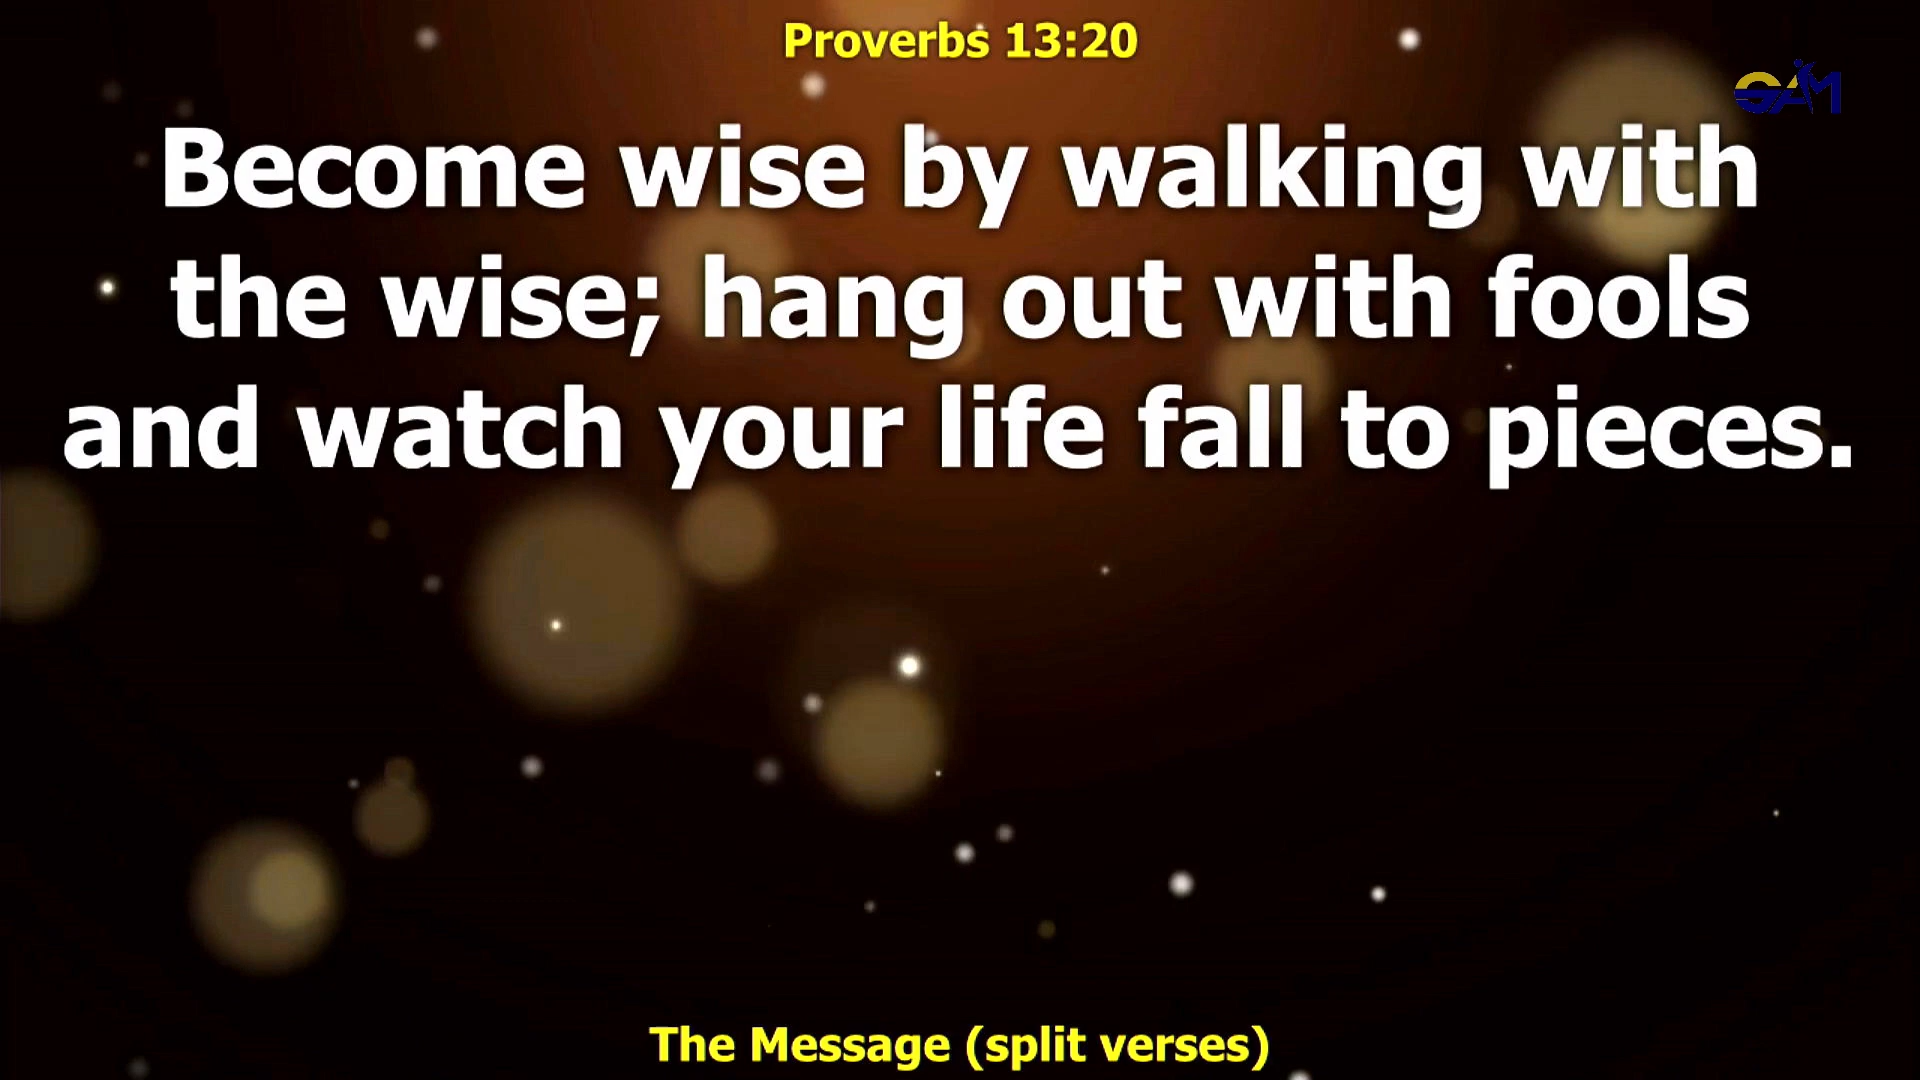 Proverbs 13:20
GAM
Become wise by walking with
the wise; hang out with fools
and watch your life fall to pieces.
The Message (split verses)